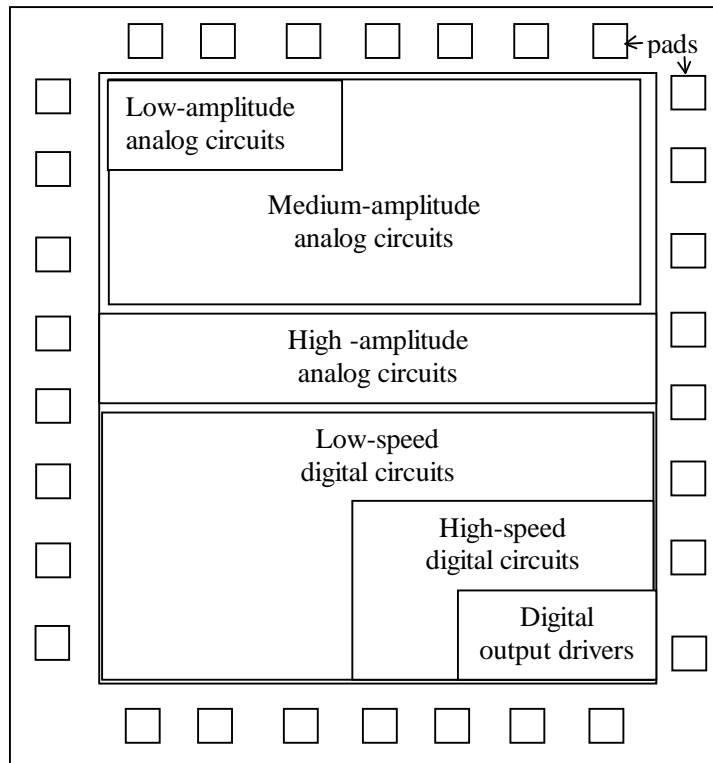 pads
Low-amplitude
analog circuits
Medium-amplitude
analog circuits
High -amplitude
analog circuits
Low-speed
digital circuits
High-speed
digital circuits
Digital
output drivers